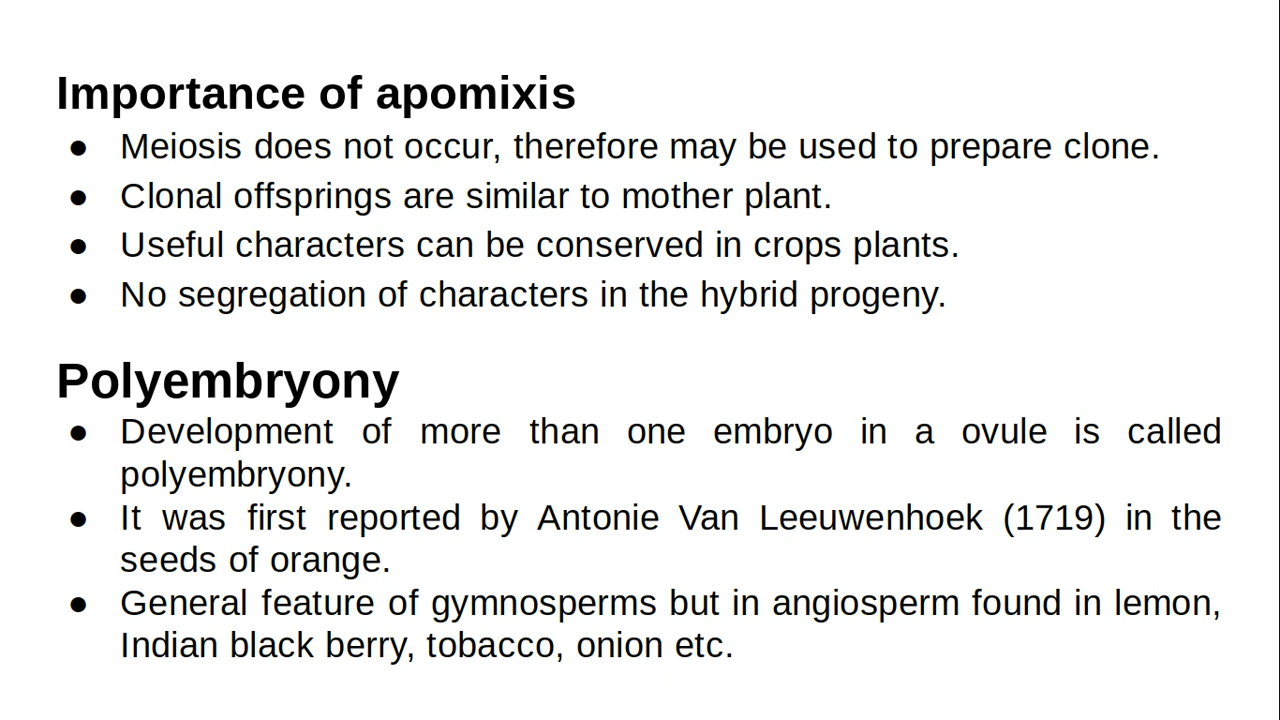 Importance of apomixis
● Meiosis does not occur, therefore may be used to prepare clone.
● Clonal offsprings are similar to mother plant.
● Useful characters can be conserved in crops plants.
● No segregation of characters in the hybrid progeny.
Polyembryony
● Development of more than one embryo in a ovule is called
polyembryony.
● It was first reported by Antonie Van Leeuwenhoek (1719) in the
seeds of orange.
● General feature of gymnosperms but in angiosperm found in lemon,
Indian black berry, tobacco, onion etc.